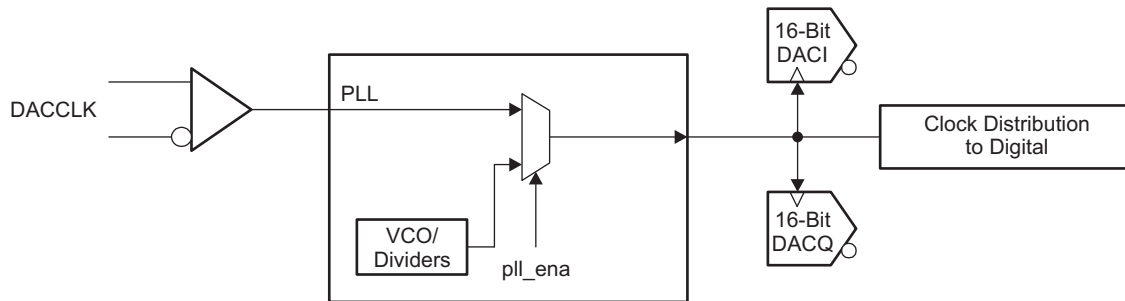 16-Bit
DACI
DACCLK
PLL
Clock Distribution
to Digital
VCO/
Dividers
pll_ena
16-Bit
DACQ